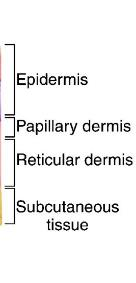 Epidermis
Papillary dermis
Reticular dermis
Subcutaneous
tissue